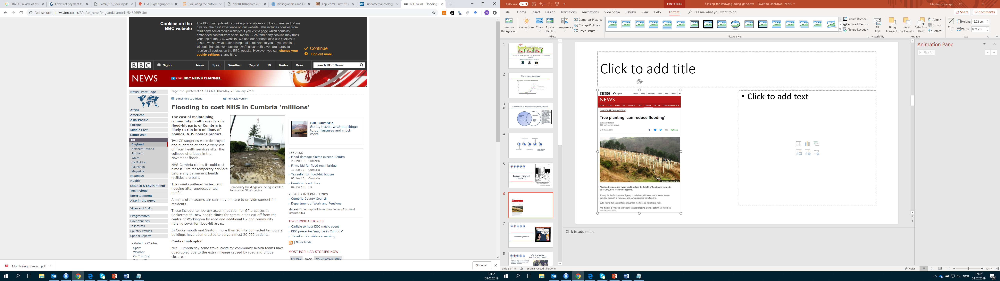 EBA PES review of ev
Effects of payment for
Samii_PES_Review.pdf
EBA | Expertgruppen f
Evaluating the outcom
doi:10.1016/j.tree.201
Bibliographies and Ci
Applied vs. Pure: it's a
Fundamental ecology
BBC News - Flooding
Not secure | news.bbc.co.uk/2/hi/uk_news/england/cumbria/8484699.stm
Cookies on the
BBC website
The BBC has updated its cookie policy. We use cookies to ensure that we
give you the best experience on our website. This includes cookies from
third party social media websites if you visit a page which contains
embedded content from social media. Such third party cookies may track
your use of the BBC website. We and our partners also use cookies to
ensure we show you advertising that is relevant to you. If you continue
without changing your settings, we'll assume that you are happy to
receive all cookies on the BBC website. However, you can change your
cookie settings at any time.
Continue
Find out more
BBC Sign in News Sport Weather Capital TV Radio More... Search BBC News
NEWS LIVE BBC NEWS CHANNEL
News Front Page
Africa
Americas
Asia-Pacific
Europe
Middle East
South Asia
UK
England
Northern Ireland
Scotland
Wales
UK Politics
Education
Magazine
Business
Health
Science & Environment
Technology
Entertainment
Also in the news
Video and Audio
Programmes
Have Your Say
In Pictures
Country Profiles
Special Reports
Related BBC sites
Sport
Weather
On This Day
Page last updated at 11:01 GMT, Thursday, 28 January 2010
E-mail this to a friend Printable version
Flooding to cost NHS in Cumbria 'millions'
The cost of maintaining
community health services in
flood-hit parts of Cumbria is
likely to run into millions of
pounds, NHS bosses predict.
Two GP surgeries were destroyed
and hundreds of people were cut
off from health services after the
collapse of bridges in the
November floods.
NHS Cumbria claims it could cost
almost £7m for temporary services
before any permanent health
facilities are built.
The county suffered widespread
flooding after unprecedented
rainfall.
Temporary buildings are being installed
to provide GP surgeries.
A series of measures are currently in place to provide support for
residents.
These include, temporary accommodation for GP practices in
Cockermouth, new health clinics for communities cut-off from the
centre of Workington by road and additional GP and community
nursing cover for flood-hit areas.
In Cockermouth and Seaton, more than 26 interconnected temporary
buildings have been erected to serve almost 20,000 patients.
Costs quadrupled
NHS Cumbria say some travel costs for community health teams have
quadrupled due to the extra mileage caused by road and bridge
closures.
BBC Cumbria
Sport, travel, weather, things
to do, features and much
more
SEE ALSO
Flood damage claims exceed £200m
23 Jan 10 | Cumbria
Firms bid for flood town bridge
10 Jan 10 | Cumbria
Tax relief for flood-hit houses
08 Jan 10 | Cumbria
Cumbria flood diary
04 Jan 10 | UK
RELATED INTERNET LINKS
Cumbria County Council
Department of Work and Pensions
The BBC is not responsible for the content of external
internet sites
TOP CUMBRIA STORIES
Carlisle to host BBC music event
BBC presenter 'may be in Cumbria'
Traveller fair violence warning
| News feeds
MOST POPULAR STORIES NOW
SHARED READ WATCHED/LISTENED
Monitoring does n....pdf
Show all
14:02
08.02.2019
AutoSave On
Picture Tools
Closing_the_knowing_doing_gap.pptx - Saved to OneDrive - NINA
Matthew Grainger
File Home Insert Design Transitions Animations Slide Show Review View Help Format Tell me what you want to do
Share Comments
Remove
Background
Corrections
Color
Artistic
Effects
Transparency
Compress Pictures
Change Picture
Reset Picture
Adjust
Picture Styles
Picture Border
Picture Effects
Picture Layout
Alt
Text
Accessibility
Bring
Forward
Send
Backward
Selection
Pane
Align
Group
Rotate
Arrange
Crop
Height: 12,92 cm
Width: 8,71 cm
Size
1
2
The knowing-doing gap
3
It started with a... false dichotomy badly executed
4
5
Question setting and
formulation
6
7
Evidence synthesis
8
Why is evidence
synthesis important?
Click to add title
BBC Sign in News Sport Weather Shop Reel Travel
NEWS
Home Video World UK Business Tech Science Stories Entertainment & Arts
Science & Environment
Tree planting 'can reduce flooding'
By Roger Harrabin
BBC environment analyst
11 March 2016
Share
ENVIRONMENT AGENCY
Planting trees around rivers could reduce the height of flooding in towns by
up to 20%, new research suggests.
A study for the Environment Agency concludes that trees round a feeder stream
can slow the rush of rainwater and save properties from flooding.
But it warns that natural flood prevention methods do not always work.
And it urges a strategic approach because foresting a whole catchment would be
counter-productive.
• Click to add text
Click to add notes
Animation Pane
Play All
Slide 6 of 16 English (United Kingdom)
Notes
104 %
NOB
14:02
08.02.2019
21